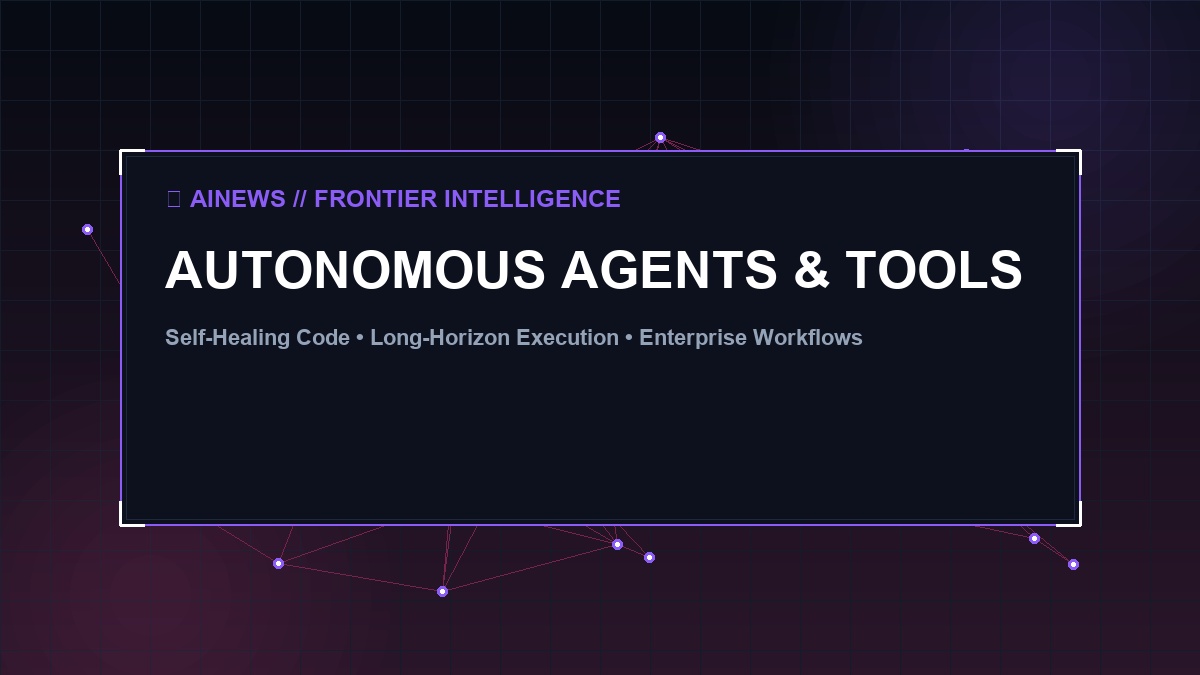 AINEWS // FRONTIER INTELLIGENCE
AUTONOMOUS AGENTS & TOOLS
Self-Healing Code • Long-Horizon Execution • Enterprise Workflows